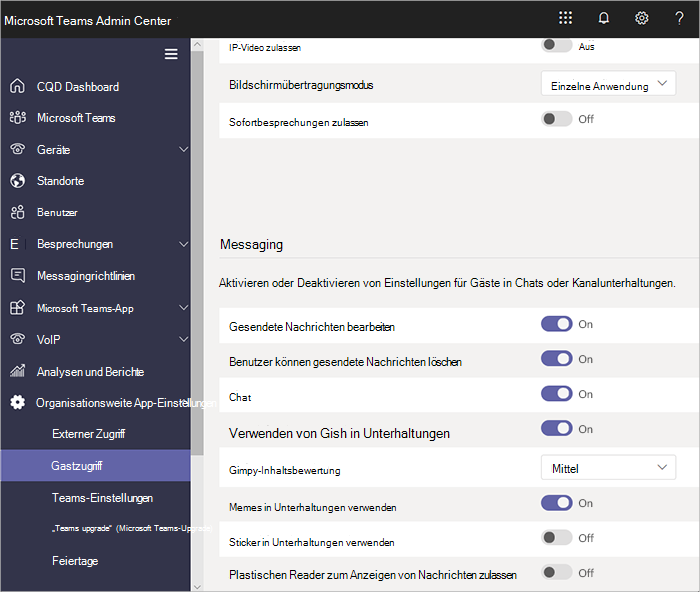 Microsoft Teams Admin Center
CQD Dashboard
Microsoft Teams
Geräte
Standorte
Benutzer
E Besprechungen
Messagingrichtlinien
Microsoft Teams-App
VoIP
Analysen und Berichte
Organisationsweite App-Einstellungen
Externer Zugriff
Gastzugriff
Teams-Einstellungen
„Teams upgrade" (Microsoft Teams-Upgrade)
Feiertage
IP-Video zulassen Aus
Bildschirmübertragungsmodus Einzelne Anwendung
Sofortbesprechungen zulassen Off
Messaging
Aktivieren oder Deaktivieren von Einstellungen für Gäste in Chats oder Kanalunterhaltungen.
Gesendete Nachrichten bearbeiten On
Benutzer können gesendete Nachrichten löschen On
Chat On
Verwenden von Gish in Unterhaltungen On
Gimpy-Inhaltsbewertung Mittel
Memes in Unterhaltungen verwenden On
Sticker in Unterhaltungen verwenden Off
Plastischen Reader zum Anzeigen von Nachrichten zulassen Off